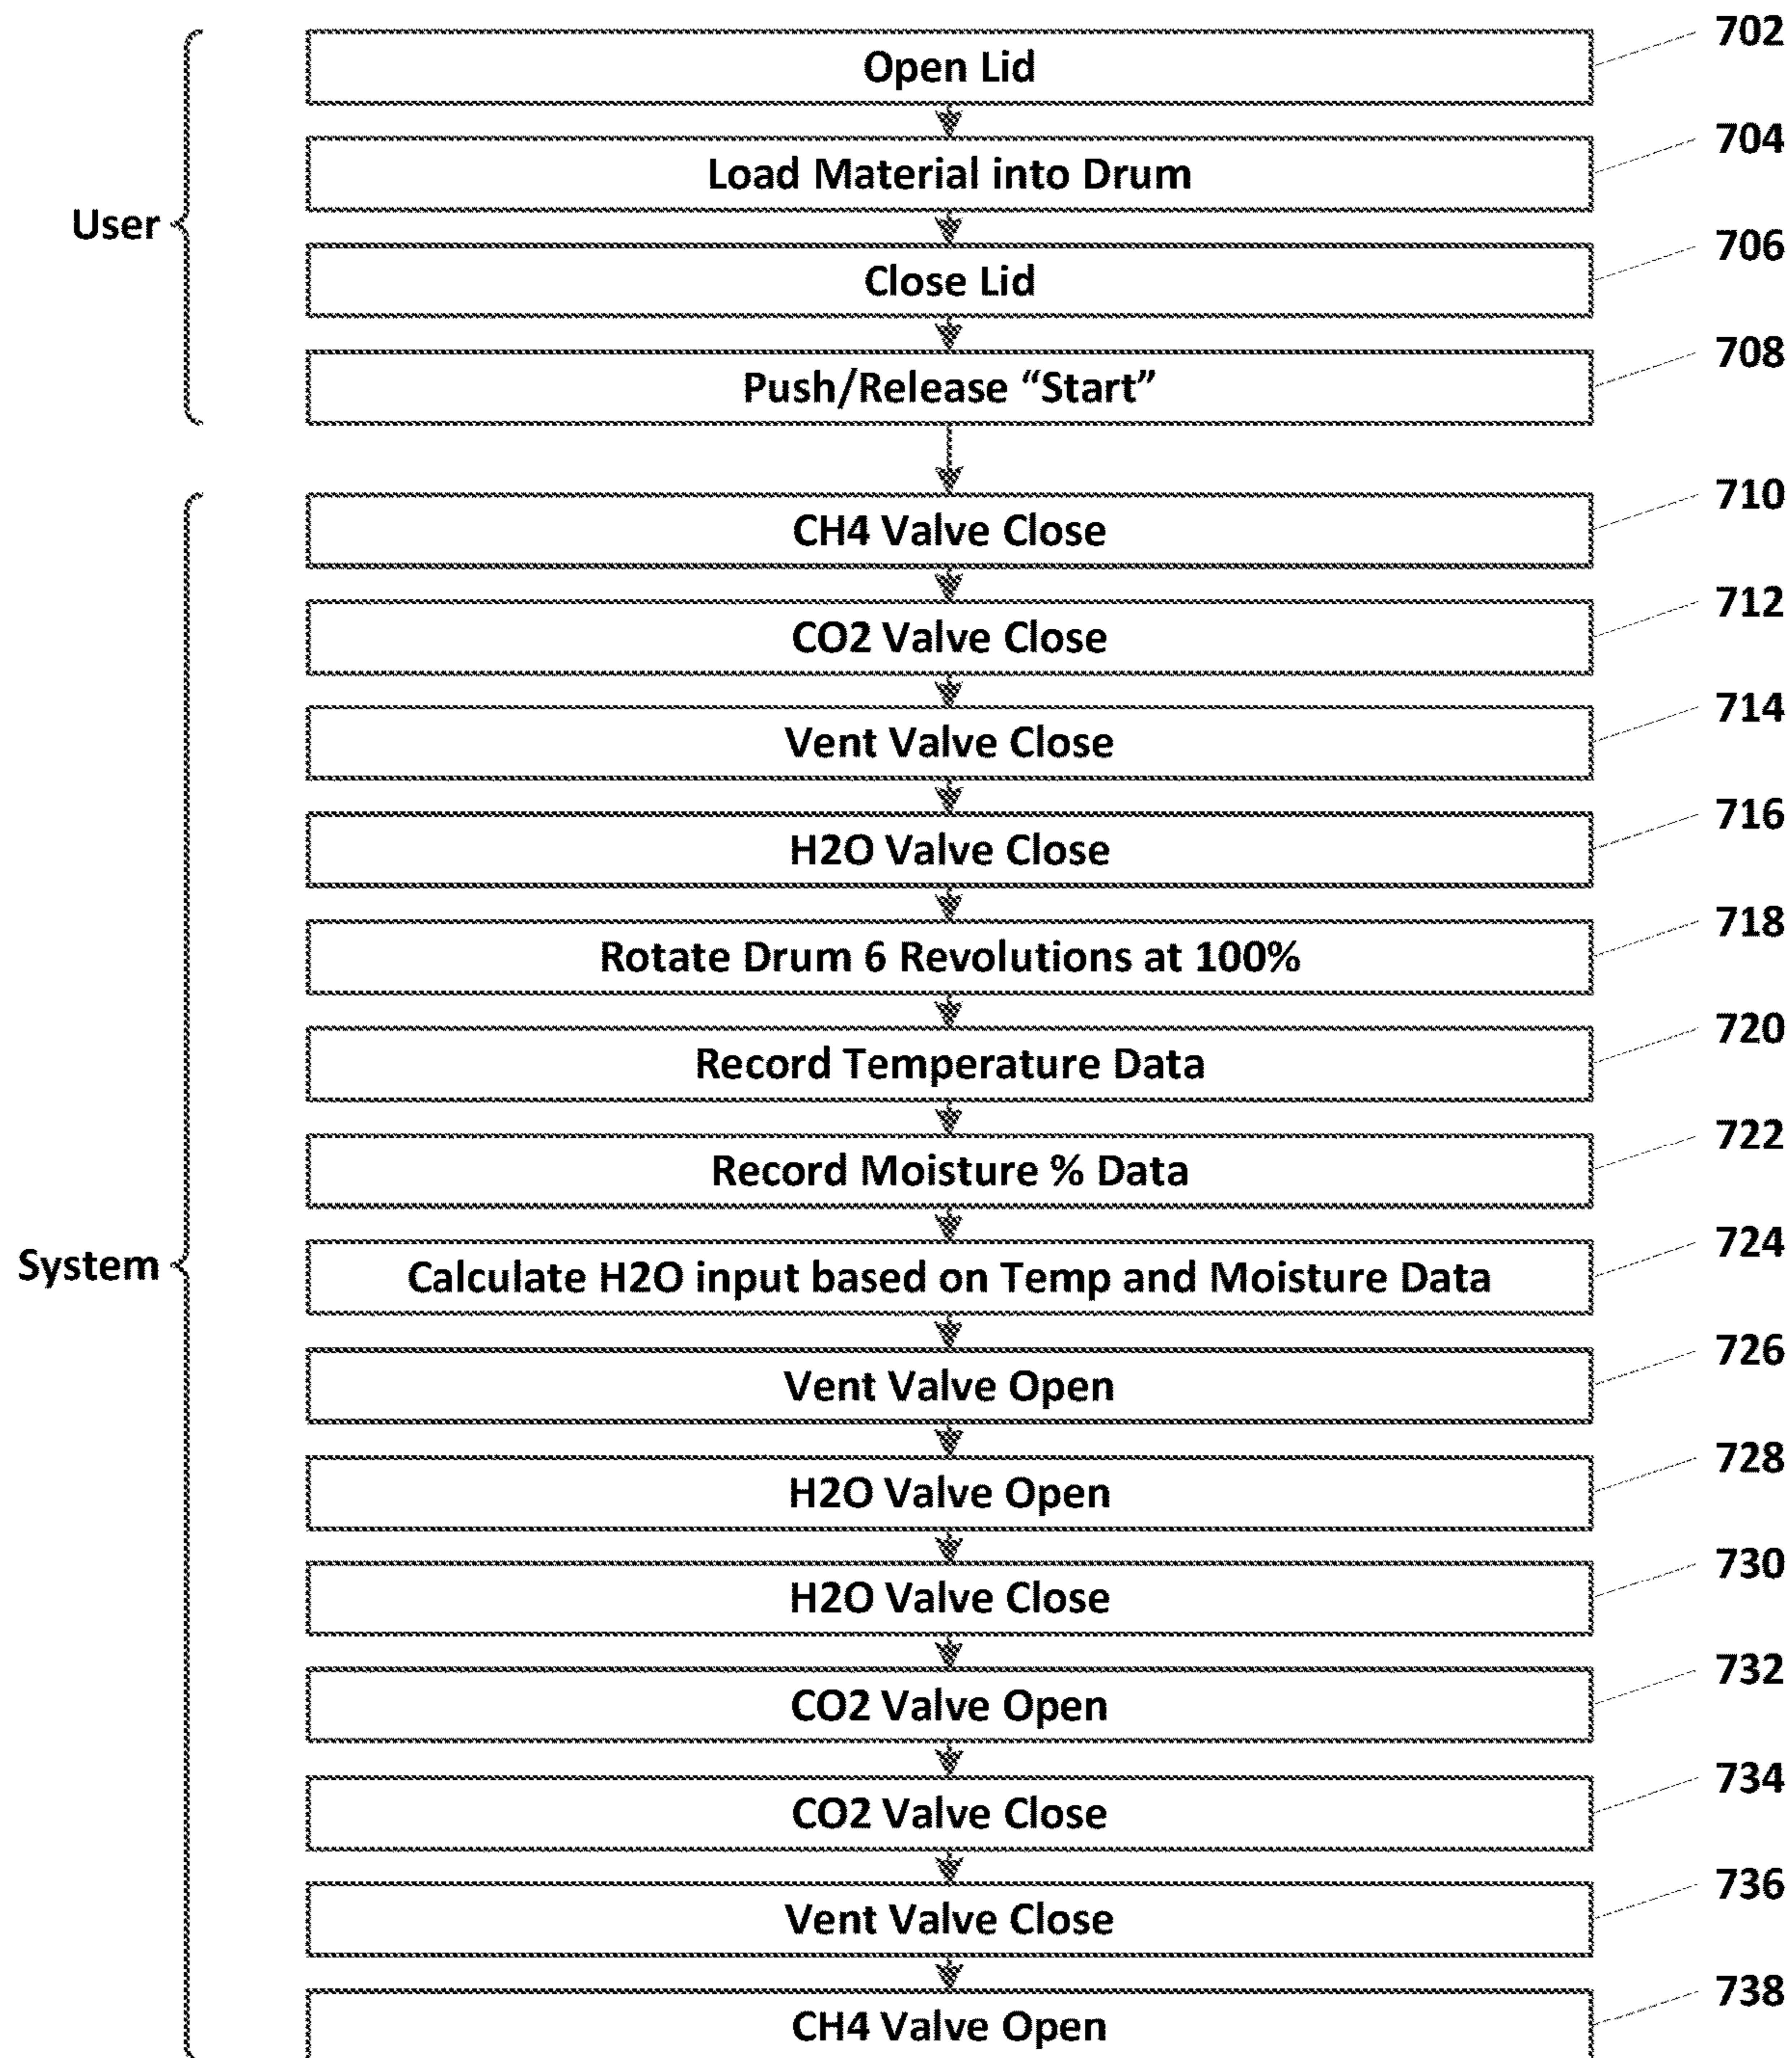 702
Open Lid
704
Load Material into Drum
User
706
Close Lid
708
Push/Release “Start”
710
CH4 Valve Close
712
CO2 Valve Close
714
Vent Valve Close
716
H2O Valve Close
718
Rotate Drum 6 Revolutions at 100%
720
Record Temperature Data
722
Record Moisture % Data
724
System
Calculate H2O input based on Temp and Moisture Data
726
Vent Valve Open
728
H2O Valve Open
730
H2O Valve Close
732
CO2 Valve Open
734
CO2 Valve Close
736
Vent Valve Close
738
CH4 Valve Open